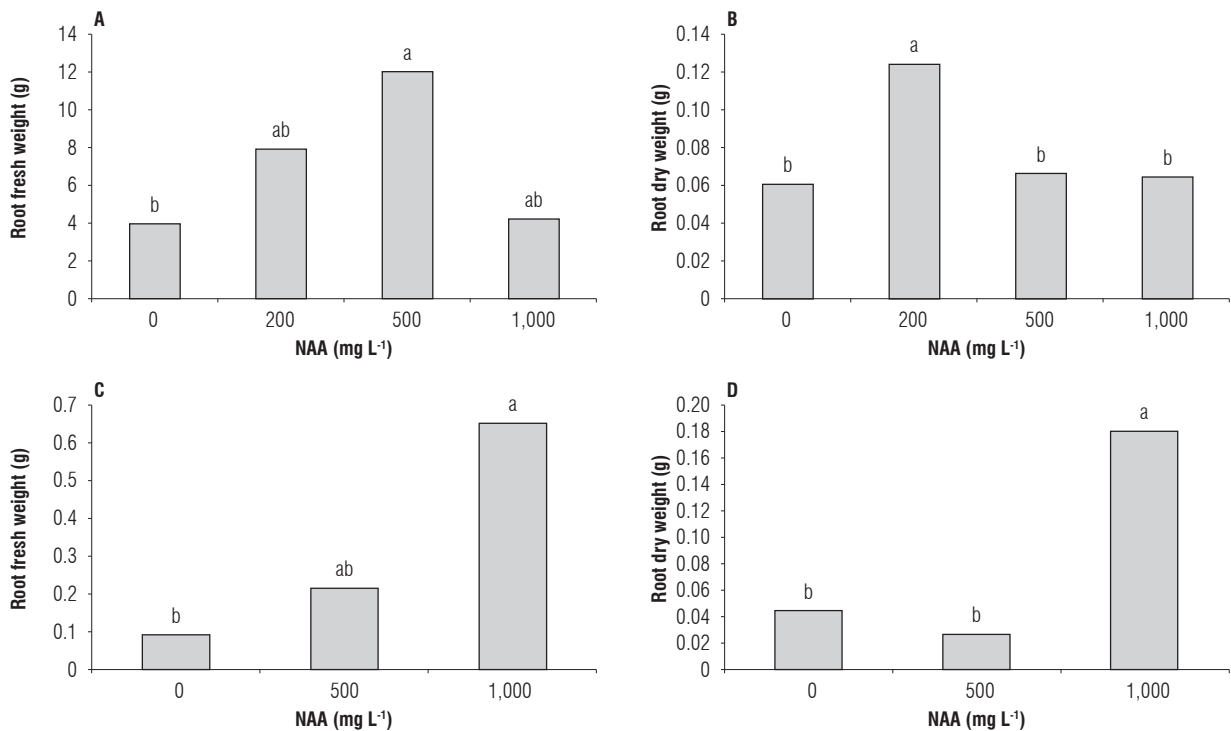 A
Root fresh weight (g)
14
12
10
8
6
4
2
0
b
ab
a
ab
0 200 500 1,000
NAA (mg L⁻¹)
B
Root dry weight (g)
0.14
0.12
0.10
0.08
0.06
0.04
0.02
0
b
a
b
b
0 200 500 1,000
NAA (mg L⁻¹)
C
Root fresh weight (g)
0.7
0.6
0.5
0.4
0.3
0.2
0.1
0
b
ab
a
0 500 1,000
NAA (mg L⁻¹)
D
Root dry weight (g)
0.20
0.18
0.16
0.14
0.12
0.10
0.08
0.06
0.04
0.02
0
b
b
a
0 500 1,000
NAA (mg L⁻¹)